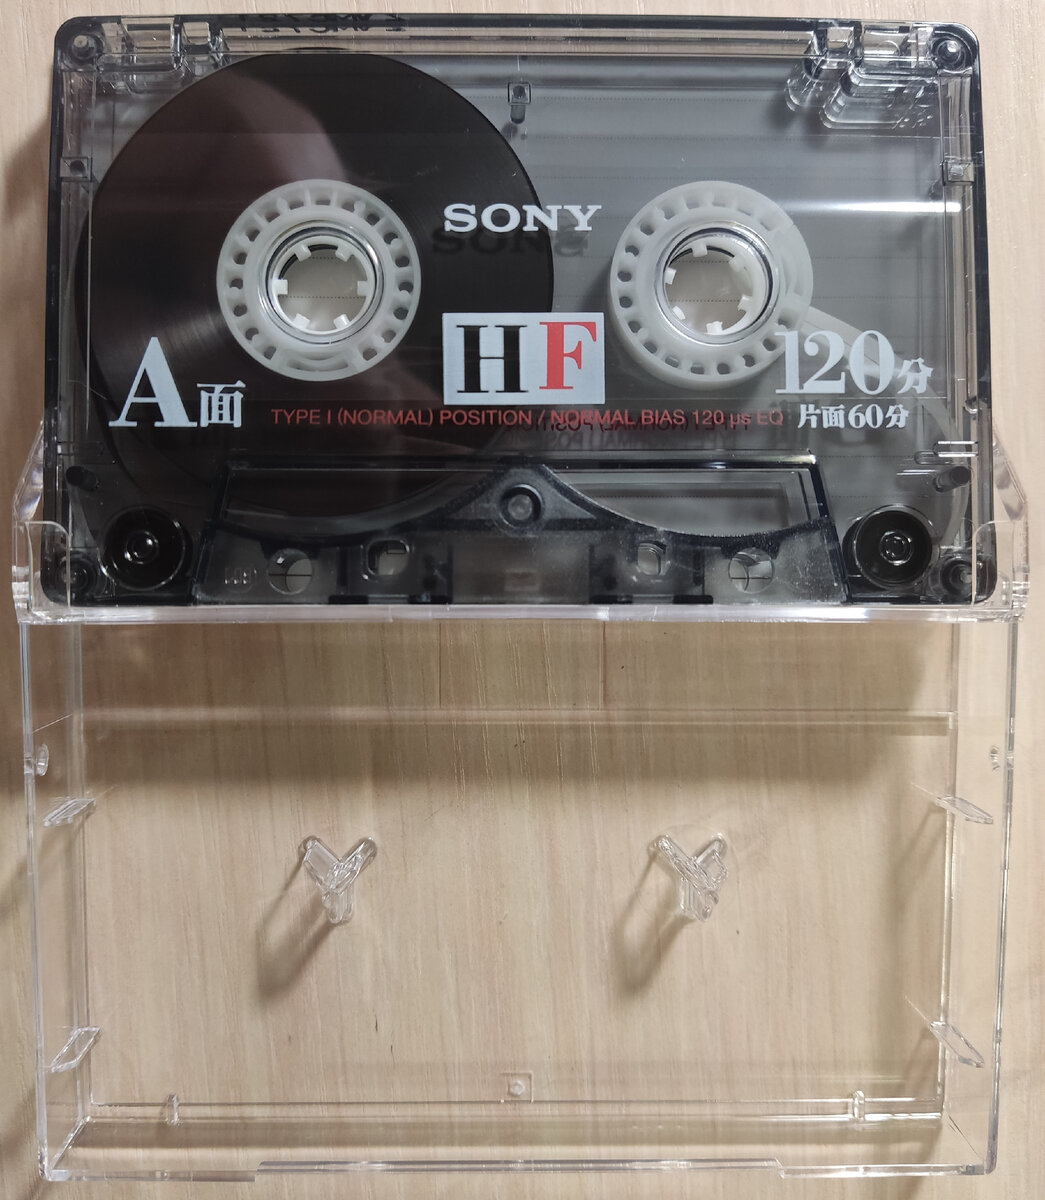 SONY
HF
A面
120分
TYPE I (NORMAL) POSITION / NORMAL BIAS 120 µs EQ
片面60分